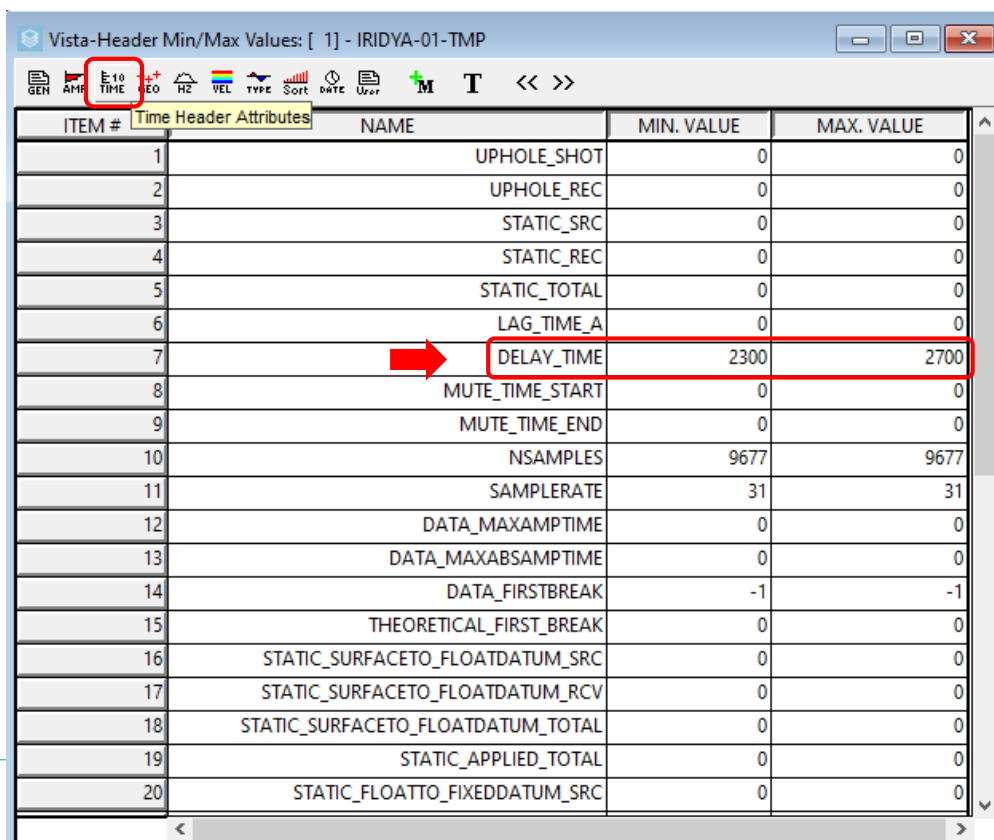 Vista-Header Min/Max Values: [ 1] - IRIDYA-01-TMP
GEN AMP TIME GEO HZ VEL TYPE Sort DATE User M T << >>
Time Header Attributes
ITEM # NAME MIN. VALUE MAX. VALUE
1 UPHOLE_SHOT 0 0
2 UPHOLE_REC 0 0
3 STATIC_SRC 0 0
4 STATIC_REC 0 0
5 STATIC_TOTAL 0 0
6 LAG_TIME_A 0 0
7 DELAY_TIME 2300 2700
8 MUTE_TIME_START 0 0
9 MUTE_TIME_END 0 0
10 NSAMPLES 9677 9677
11 SAMPLERATE 31 31
12 DATA_MAXAMPTIME 0 0
13 DATA_MAXABSAMPTIME 0 0
14 DATA_FIRSTBREAK -1 -1
15 THEORETICAL_FIRST_BREAK 0 0
16 STATIC_SURFACETO_FLOATDATUM_SRC 0 0
17 STATIC_SURFACETO_FLOATDATUM_RCV 0 0
18 STATIC_SURFACETO_FLOATDATUM_TOTAL 0 0
19 STATIC_APPLIED_TOTAL 0 0
20 STATIC_FLOATTO_FIXEDDATUM_SRC 0 0